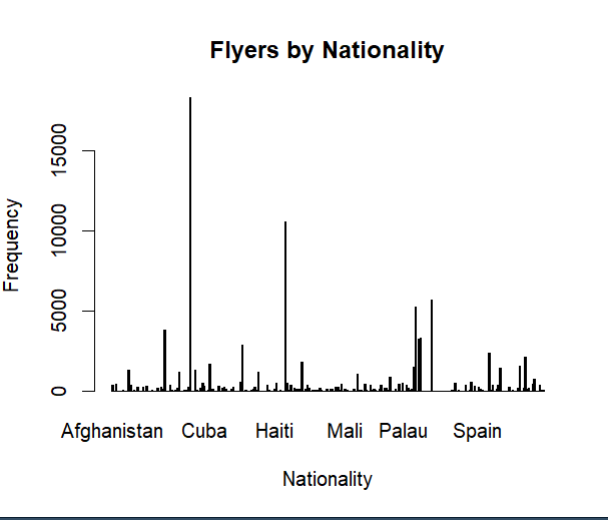 Flyers by Nationality
Frequency
15000
10000
5000
0
Afghanistan Cuba Haiti Mali Palau Spain
Nationality